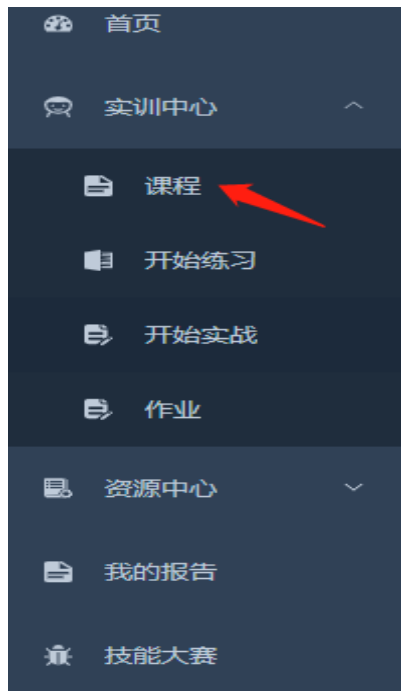 首页
实训中心
课程
开始练习
开始实战
作业
资源中心
我的报告
技能大赛